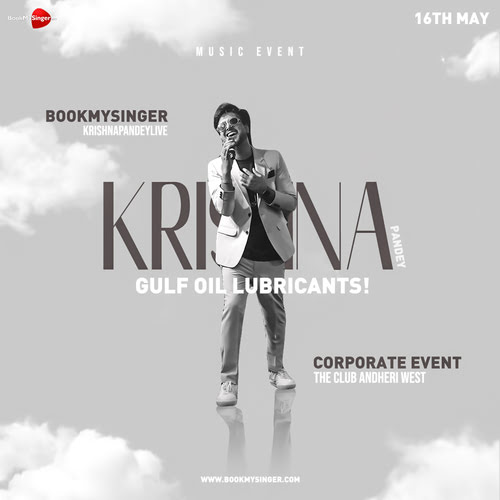 BookMySinger
16TH MAY
MUSIC EVENT
BOOKMYSINGER
KRISHNAPANDEYLIVE
KRISHNA
PANDEY
GULF OIL LUBRICANTS!
CORPORATE EVENT
THE CLUB ANDHERI WEST
WWW.BOOKMYSINGER.COM